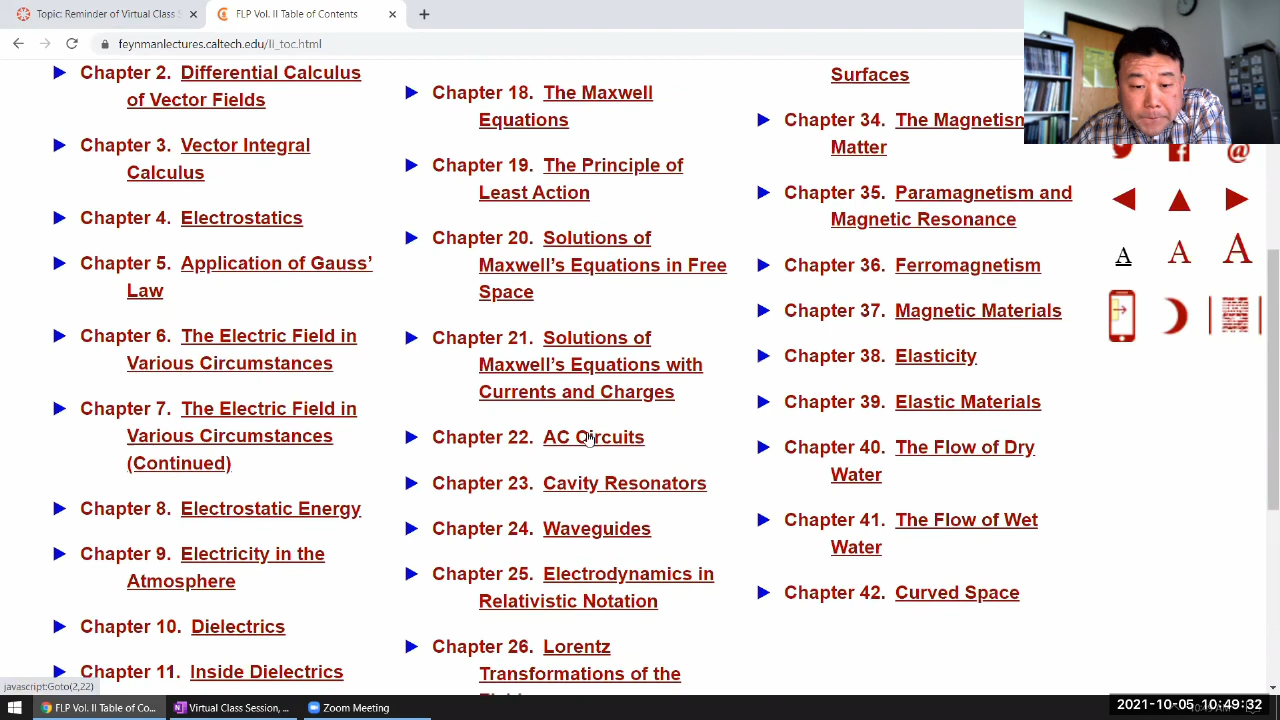 Topic: Reminder of Virtual Class S
FLP Vol. II Table of Contents
feynmanlectures.caltech.edu/II_toc.html
Chapter 2. Differential Calculus
of Vector Fields
Chapter 3. Vector Integral
Calculus
Chapter 4. Electrostatics
Chapter 5. Application of Gauss’
Law
Chapter 6. The Electric Field in
Various Circumstances
Chapter 7. The Electric Field in
Various Circumstances
(Continued)
Chapter 8. Electrostatic Energy
Chapter 9. Electricity in the
Atmosphere
Chapter 10. Dielectrics
Chapter 11. Inside Dielectrics
Chapter 18. The Maxwell
Equations
Chapter 19. The Principle of
Least Action
Chapter 20. Solutions of
Maxwell’s Equations in Free
Space
Chapter 21. Solutions of
Maxwell’s Equations with
Currents and Charges
Chapter 22. AC Circuits
Chapter 23. Cavity Resonators
Chapter 24. Waveguides
Chapter 25. Electrodynamics in
Relativistic Notation
Chapter 26. Lorentz
Transformations of the
Surfaces
Chapter 34. The Magnetism
Matter
Chapter 35. Paramagnetism and
Magnetic Resonance
Chapter 36. Ferromagnetism
Chapter 37. Magnetic Materials
Chapter 38. Elasticity
Chapter 39. Elastic Materials
Chapter 40. The Flow of Dry
Water
Chapter 41. The Flow of Wet
Water
Chapter 42. Curved Space
@
A A A
javascript:Goto(2,22)
FLP Vol. II Table of Co...
Virtual Class Session, ...
Zoom Meeting
2021-10-05 10:49:32